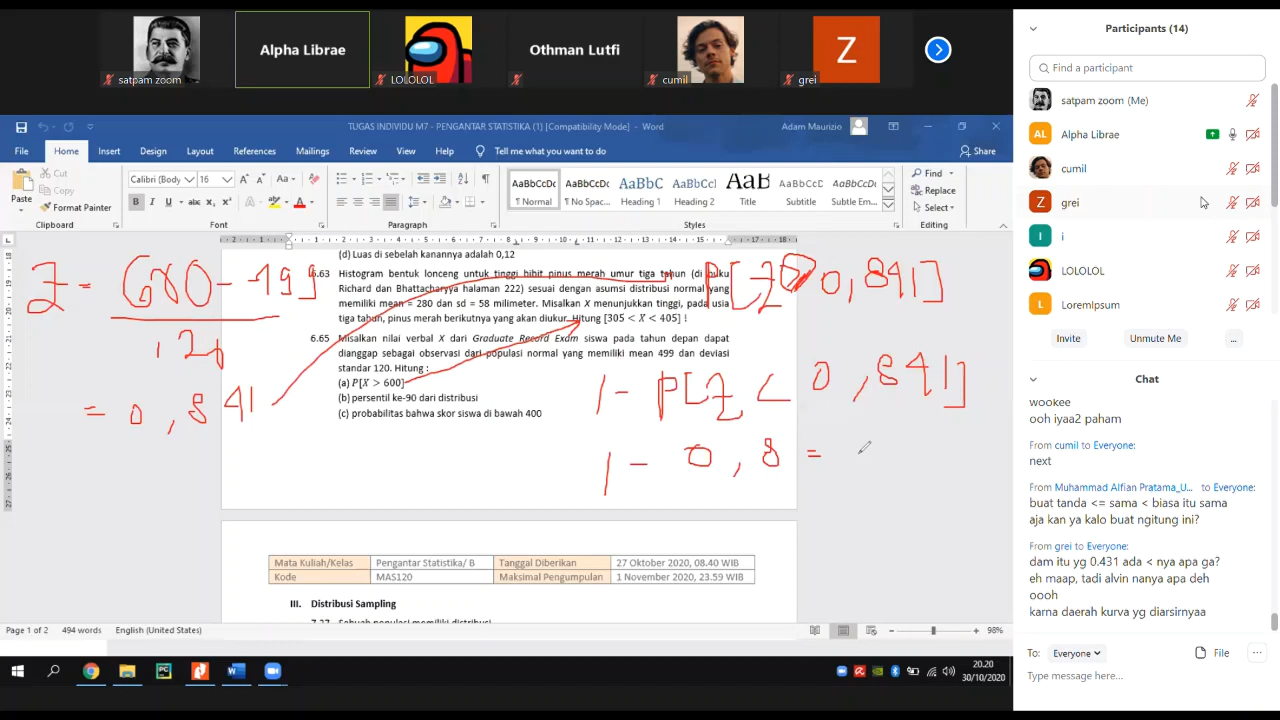 satpam zoom
Alpha Librae
LOLOLOL
Othman Lutfi
cumil
Z
grei
TUGAS INDIVIDU M7 - PENGANTAR STATISTIKA (1) [Compatibility Mode] - Word
Adam Maurizio
File Home Insert Design Layout References Mailings Review View Help Tell me what you want to do Share
Paste
Cut
Copy
Format Painter
Clipboard
Calibri (Body) 16
Font
Paragraph
AaBbCcDc AaBbCcDc AaBbCc AaBbCcI AaB AaBbCcD AaBbCcDc
¶ Normal ¶ No Spac... Heading 1 Heading 2 Title Subtitle Subtle Em...
Styles
Find
Replace
Select
Editing
(d) Luas di sebelah kanannya adalah 0,12
6.63 Histogram bentuk lonceng untuk tinggi bibit pinus merah umur tiga tahun (di buku
Richard dan Bhattacharyya halaman 222) sesuai dengan asumsi distribusi normal yang
memiliki mean = 280 dan sd = 58 milimeter. Misalkan X menunjukkan tinggi, pada usia
tiga tahun, pinus merah berikutnya yang akan diukur. Hitung [305 < X < 405] !
6.65 Misalkan nilai verbal X dari Graduate Record Exam siswa pada tahun depan dapat
dianggap sebagai observasi dari populasi normal yang memiliki mean 499 dan deviasi
standar 120. Hitung :
(a) P[X > 600]
(b) persentil ke-90 dari distribusi
(c) probabilitas bahwa skor siswa di bawah 400
Z = 600 - 499
120
= 0,841
P[Z > 0,841]
1 - P[Z < 0,841]
1 - 0,8 =
Mata Kuliah/Kelas Pengantar Statistika/ B Tanggal Diberikan 27 Oktober 2020, 08.40 WIB
Kode MAS120 Maksimal Pengumpulan 1 November 2020, 23.59 WIB
III. Distribusi Sampling
Page 1 of 2 494 words English (United States) 98%
20.20
30/10/2020
Participants (14)
Find a participant
satpam zoom (Me)
AL Alpha Librae
cumil
Z grei
I i
LOLOLOL
L LoremIpsum
Invite Unmute Me ...
Chat
wookee
ooh iyaa2 paham
From cumil to Everyone:
next
From Muhammad Alfian Pratama_U... to Everyone:
buat tanda <= sama < biasa itu sama
aja kan ya kalo buat ngitung ini?
From grei to Everyone:
dam itu yg 0.431 ada < nya apa ga?
eh maap, tadi alvin nanya apa deh
oooh
karna daerah kurva yg diarsirnyaa
To: Everyone File ...
Type message here...